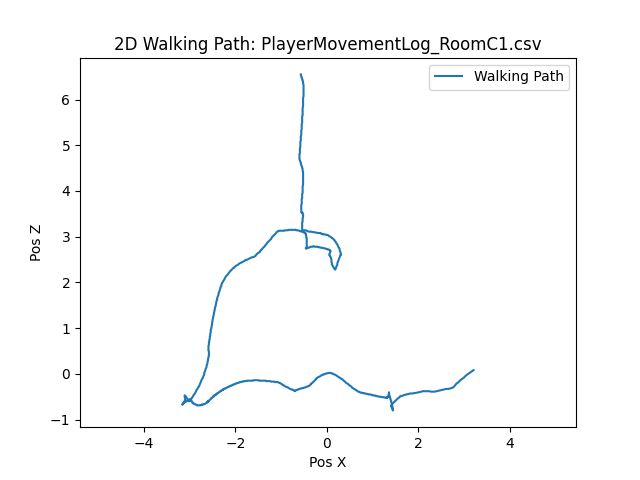 2D Walking Path: PlayerMovementLog_RoomC1.csv
Walking Path
6
5
4
3
2
1
0
−1
Pos Z
−4 −2 0 2 4
Pos X